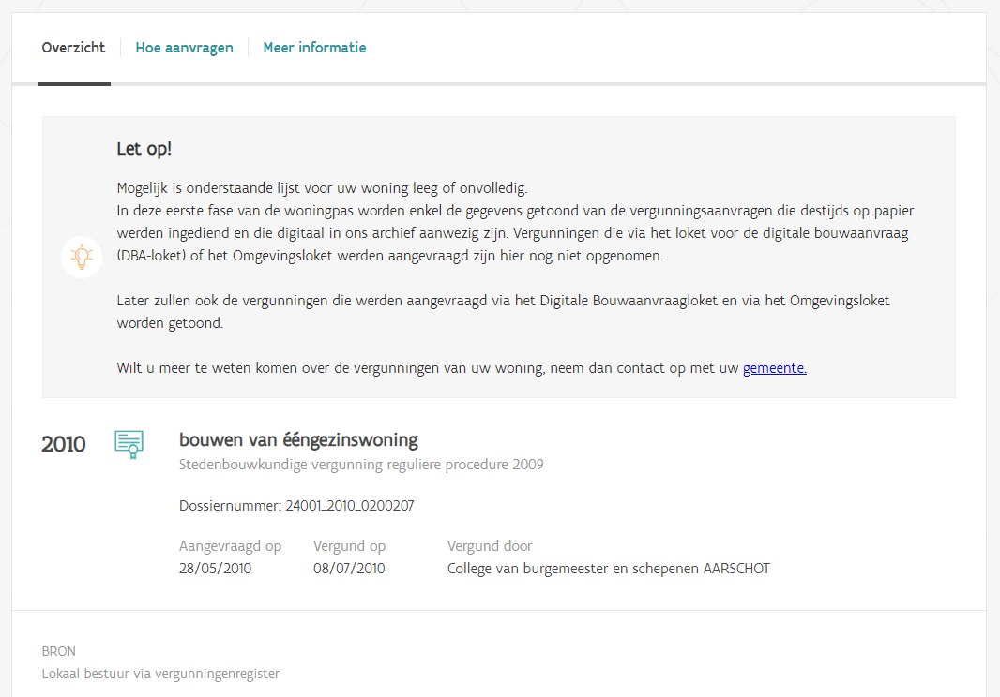 Overzicht
Hoe aanvragen
Meer informatie
Let op!
Mogelijk is onderstaande lijst voor uw woning leeg of onvolledig.
In deze eerste fase van de woningpas worden enkel de gegevens getoond van de vergunningsaanvragen die destijds op papier
werden ingediend en die digitaal in ons archief aanwezig zijn. Vergunningen die via het loket voor de digitale bouwaanvraag
(DBA-loket) of het Omgevingsloket werden aangevraagd zijn hier nog niet opgenomen.
Later zullen ook de vergunningen die werden aangevraagd via het Digitale Bouwaanvraagloket en via het Omgevingsloket
worden getoond.
Wilt u meer te weten komen over de vergunningen van uw woning, neem dan contact op met uw gemeente.
2010
bouwen van ééngezinswoning
Stedenbouwkundige vergunning reguliere procedure 2009
Dossiernummer: 24001_2010_0200207
Aangevraagd op
28/05/2010
Vergund op
08/07/2010
Vergund door
College van burgemeester en schepenen AARSCHOT
BRON
Lokaal bestuur via vergunningenregister